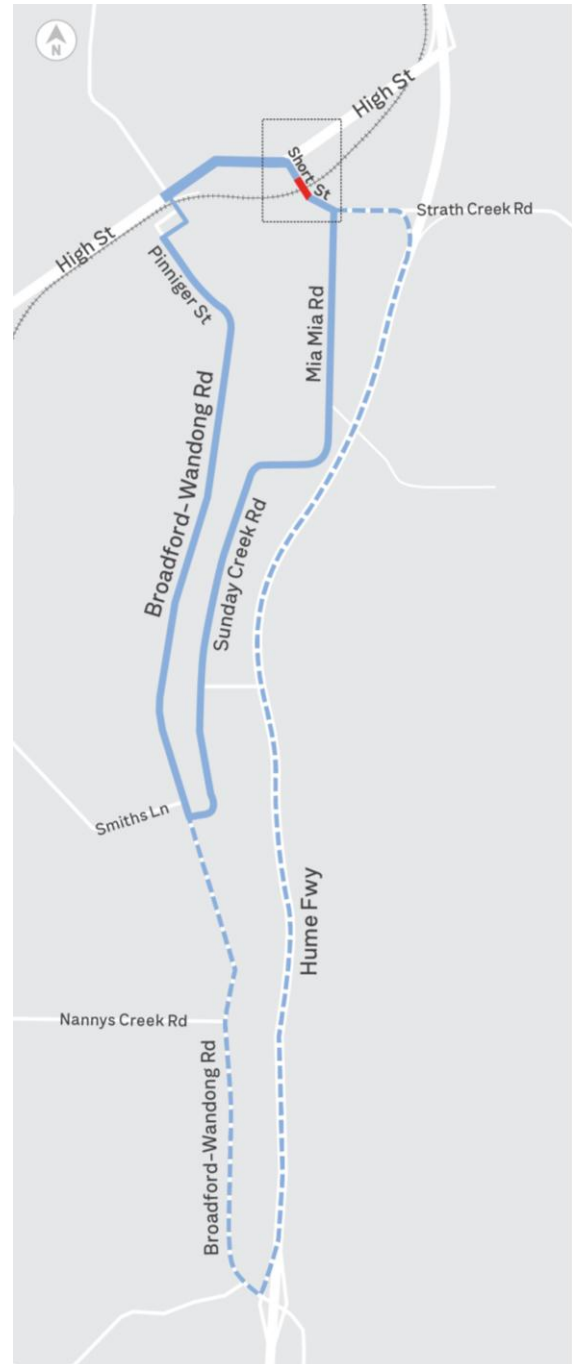 N
High St
Short St
Strath Creek Rd
High St
Pinniger St
Mia Mia Rd
Broadford-Wandong Rd
Sunday Creek Rd
Smiths Ln
Hume Fwy
Nannys Creek Rd
Broadford-Wandong Rd